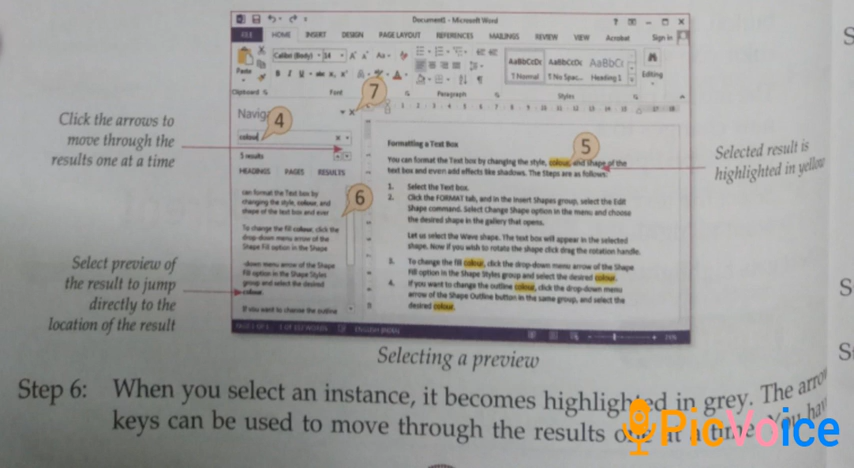 Document1 - Microsoft Word
FILE HOME INSERT DESIGN PAGE LAYOUT REFERENCES MAILINGS REVIEW VIEW Acrobat Sign in
Calibri (Body) 14
Paste
AaBbCcDc AaBbCcDc AaBbCc
¶ Normal ¶ No Spac... Heading 1
Editing
Clipboard Font Paragraph Styles
Navig
4
7
colour
5 results
HEADINGS PAGES RESULTS
can format the Text box by
changing the style, colour, and
shape of the text box and ever
6
To change the fill colour, click the
drop-down menu arrow of the
Shape Fill option in the Shape
-down menu arrow of the Shape
Fill option in the Shape Styles
group and select the desired
colour.
If you want to change the outline
Formatting a Text Box
5
You can format the Text box by changing the style, colour, and shape of the
text box and even add effects like shadows. The Steps are as follows:
1. Select the Text box.
2. Click the FORMAT tab, and in the Insert Shapes group, select the Edit
Shape command. Select Change Shape option in the menu and choose
the desired shape in the gallery that opens.
Let us select the Wave shape. The text box will appear in the selected
shape. Now if you wish to rotate the shape click drag the rotation handle.
3. To change the fill colour, click the drop-down menu arrow of the Shape
Fill option in the Shape Styles group and select the desired colour.
4. If you want to change the outline colour, click the drop-down menu
arrow of the Shape Outline button in the same group, and select the
desired colour.
Click the arrows to
move through the
results one at a time
Select preview of
the result to jump
directly to the
location of the result
Selected result is
highlighted in yellow
Selecting a preview
Step 6: When you select an instance, it becomes highlighted in grey. The arrow
keys can be used to move through the results one at a time. You hav
PicVoice